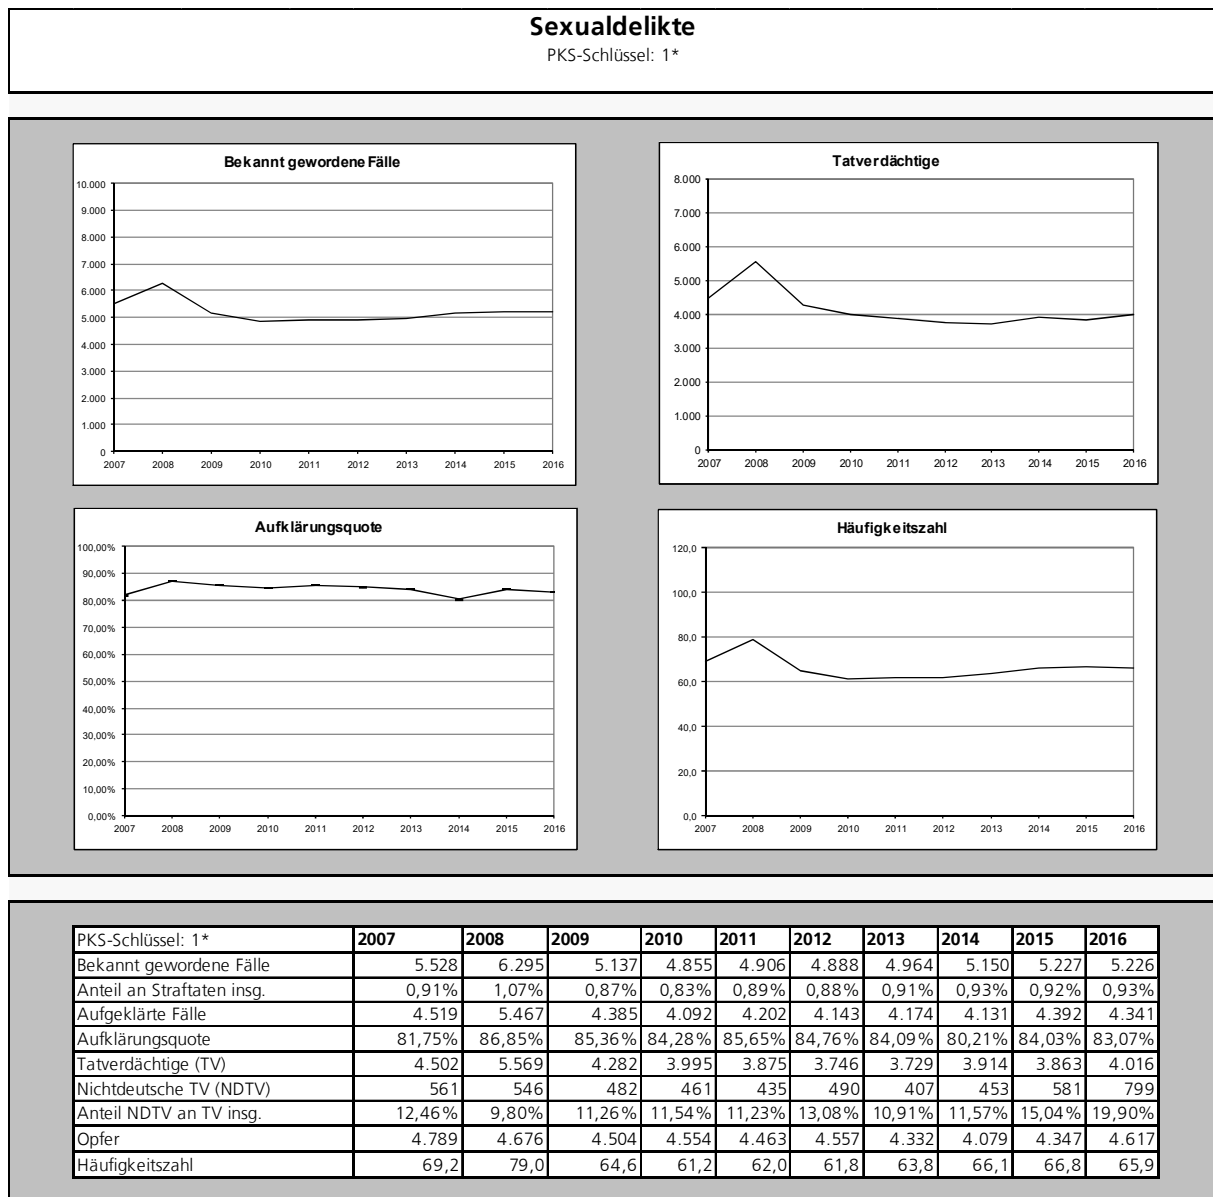 Sexualdelikte
PKS-Schlüssel: 1*
Bekannt gewordene Fälle
10.000
9.000
8.000
7.000
6.000
5.000
4.000
3.000
2.000
1.000
0
2007 2008 2009 2010 2011 2012 2013 2014 2015 2016
Tatverdächtige
8.000
7.000
6.000
5.000
4.000
3.000
2.000
1.000
0
2007 2008 2009 2010 2011 2012 2013 2014 2015 2016
Aufklärungsquote
100,00%
90,00%
80,00%
70,00%
60,00%
50,00%
40,00%
30,00%
20,00%
10,00%
0,00%
2007 2008 2009 2010 2011 2012 2013 2014 2015 2016
Häufigkeitszahl
120,0
100,0
80,0
60,0
40,0
20,0
0,0
2007 2008 2009 2010 2011 2012 2013 2014 2015 2016
PKS-Schlüssel: 1* 2007 2008 2009 2010 2011 2012 2013 2014 2015 2016
Bekannt gewordene Fälle 5.528 6.295 5.137 4.855 4.906 4.888 4.964 5.150 5.227 5.226
Anteil an Straftaten insg. 0,91% 1,07% 0,87% 0,83% 0,89% 0,88% 0,91% 0,93% 0,92% 0,93%
Aufgeklärte Fälle 4.519 5.467 4.385 4.092 4.202 4.143 4.174 4.131 4.392 4.341
Aufklärungsquote 81,75% 86,85% 85,36% 84,28% 85,65% 84,76% 84,09% 80,21% 84,03% 83,07%
Tatverdächtige (TV) 4.502 5.569 4.282 3.995 3.875 3.746 3.729 3.914 3.863 4.016
Nichtdeutsche TV (NDTV) 561 546 482 461 435 490 407 453 581 799
Anteil NDTV an TV insg. 12,46% 9,80% 11,26% 11,54% 11,23% 13,08% 10,91% 11,57% 15,04% 19,90%
Opfer 4.789 4.676 4.504 4.554 4.463 4.557 4.332 4.079 4.347 4.617
Häufigkeitszahl 69,2 79,0 64,6 61,2 62,0 61,8 63,8 66,1 66,8 65,9